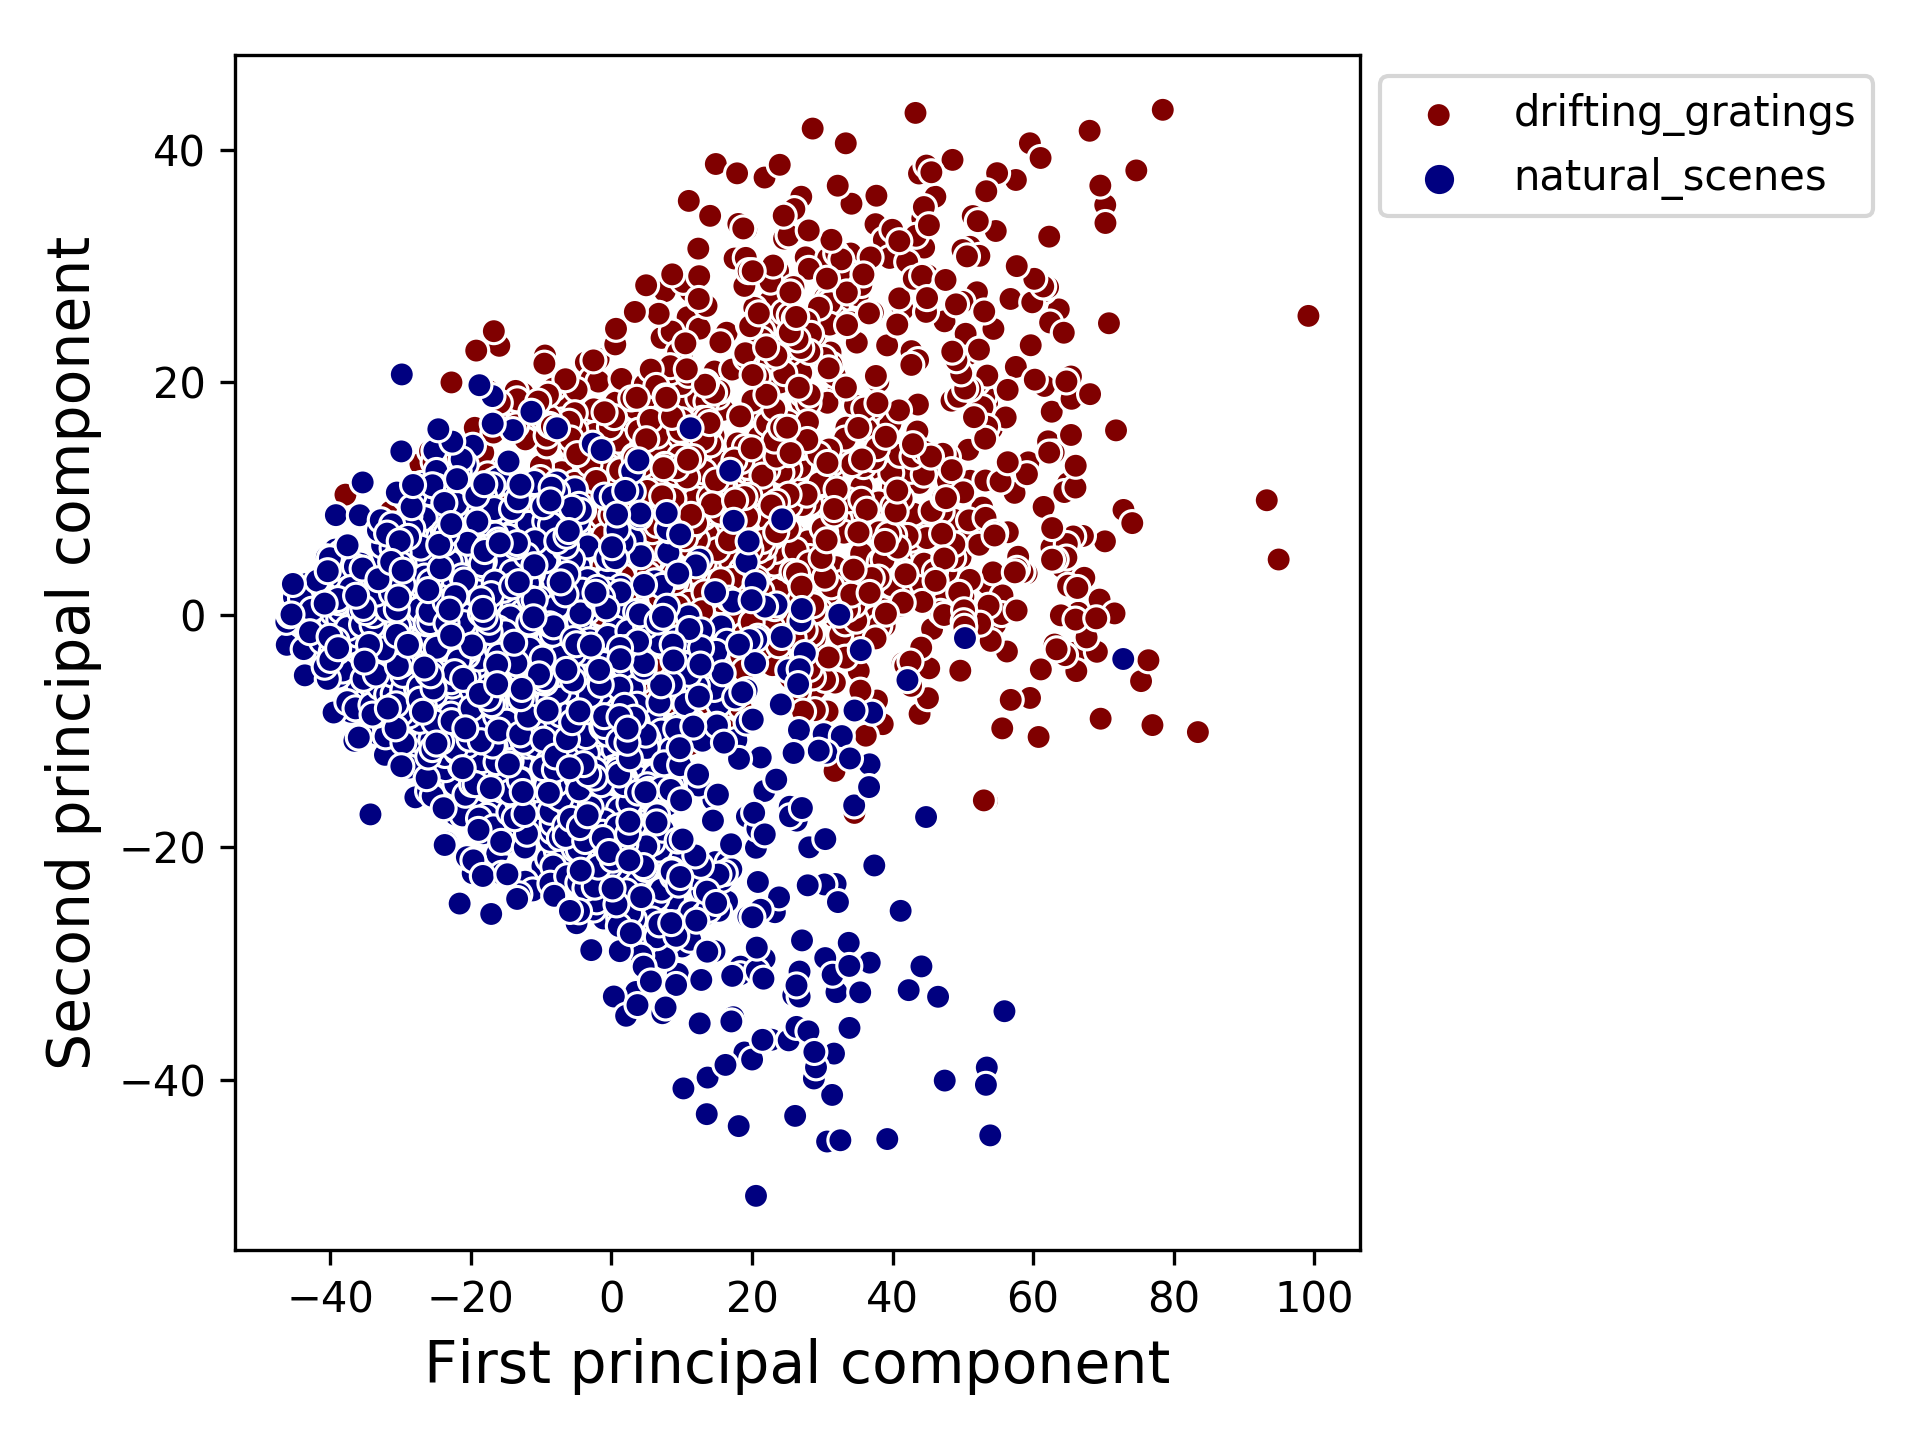 drifting_gratings
natural_scenes
40
20
0
−20
−40
Second principal component
−40 −20 0 20 40 60 80 100
First principal component